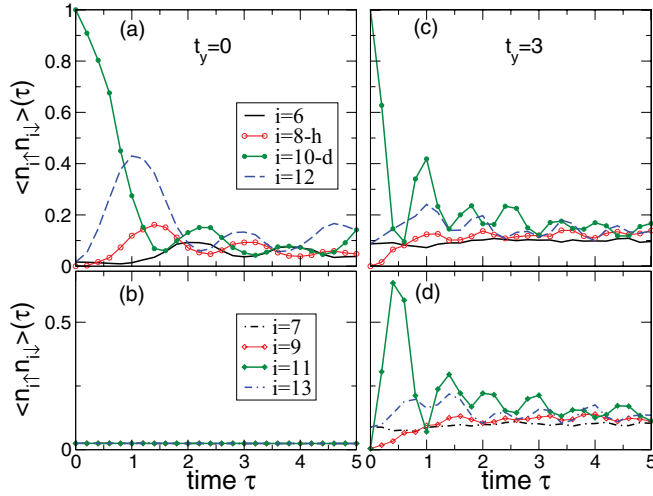 (a)
t_y=0
<n_i↑ n_i↓>(τ)
1
0.8
0.6
0.4
0.2
0
i=6
i=8-h
i=10-d
i=12
(c)
t_y=3
(b)
<n_i↑ n_i↓>(τ)
0.5
0
i=7
i=9
i=11
i=13
0 1 2 3 4 5
time τ
(d)
0 1 2 3 4 5
time τ